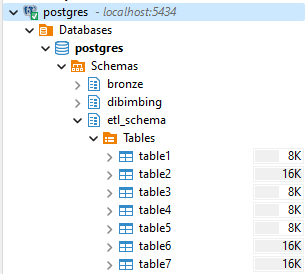 postgres - localhost:5434
Databases
postgres
Schemas
bronze
dibimbing
etl_schema
Tables
table1 8K
table2 16K
table3 8K
table4 8K
table5 8K
table6 16K
table7 16K